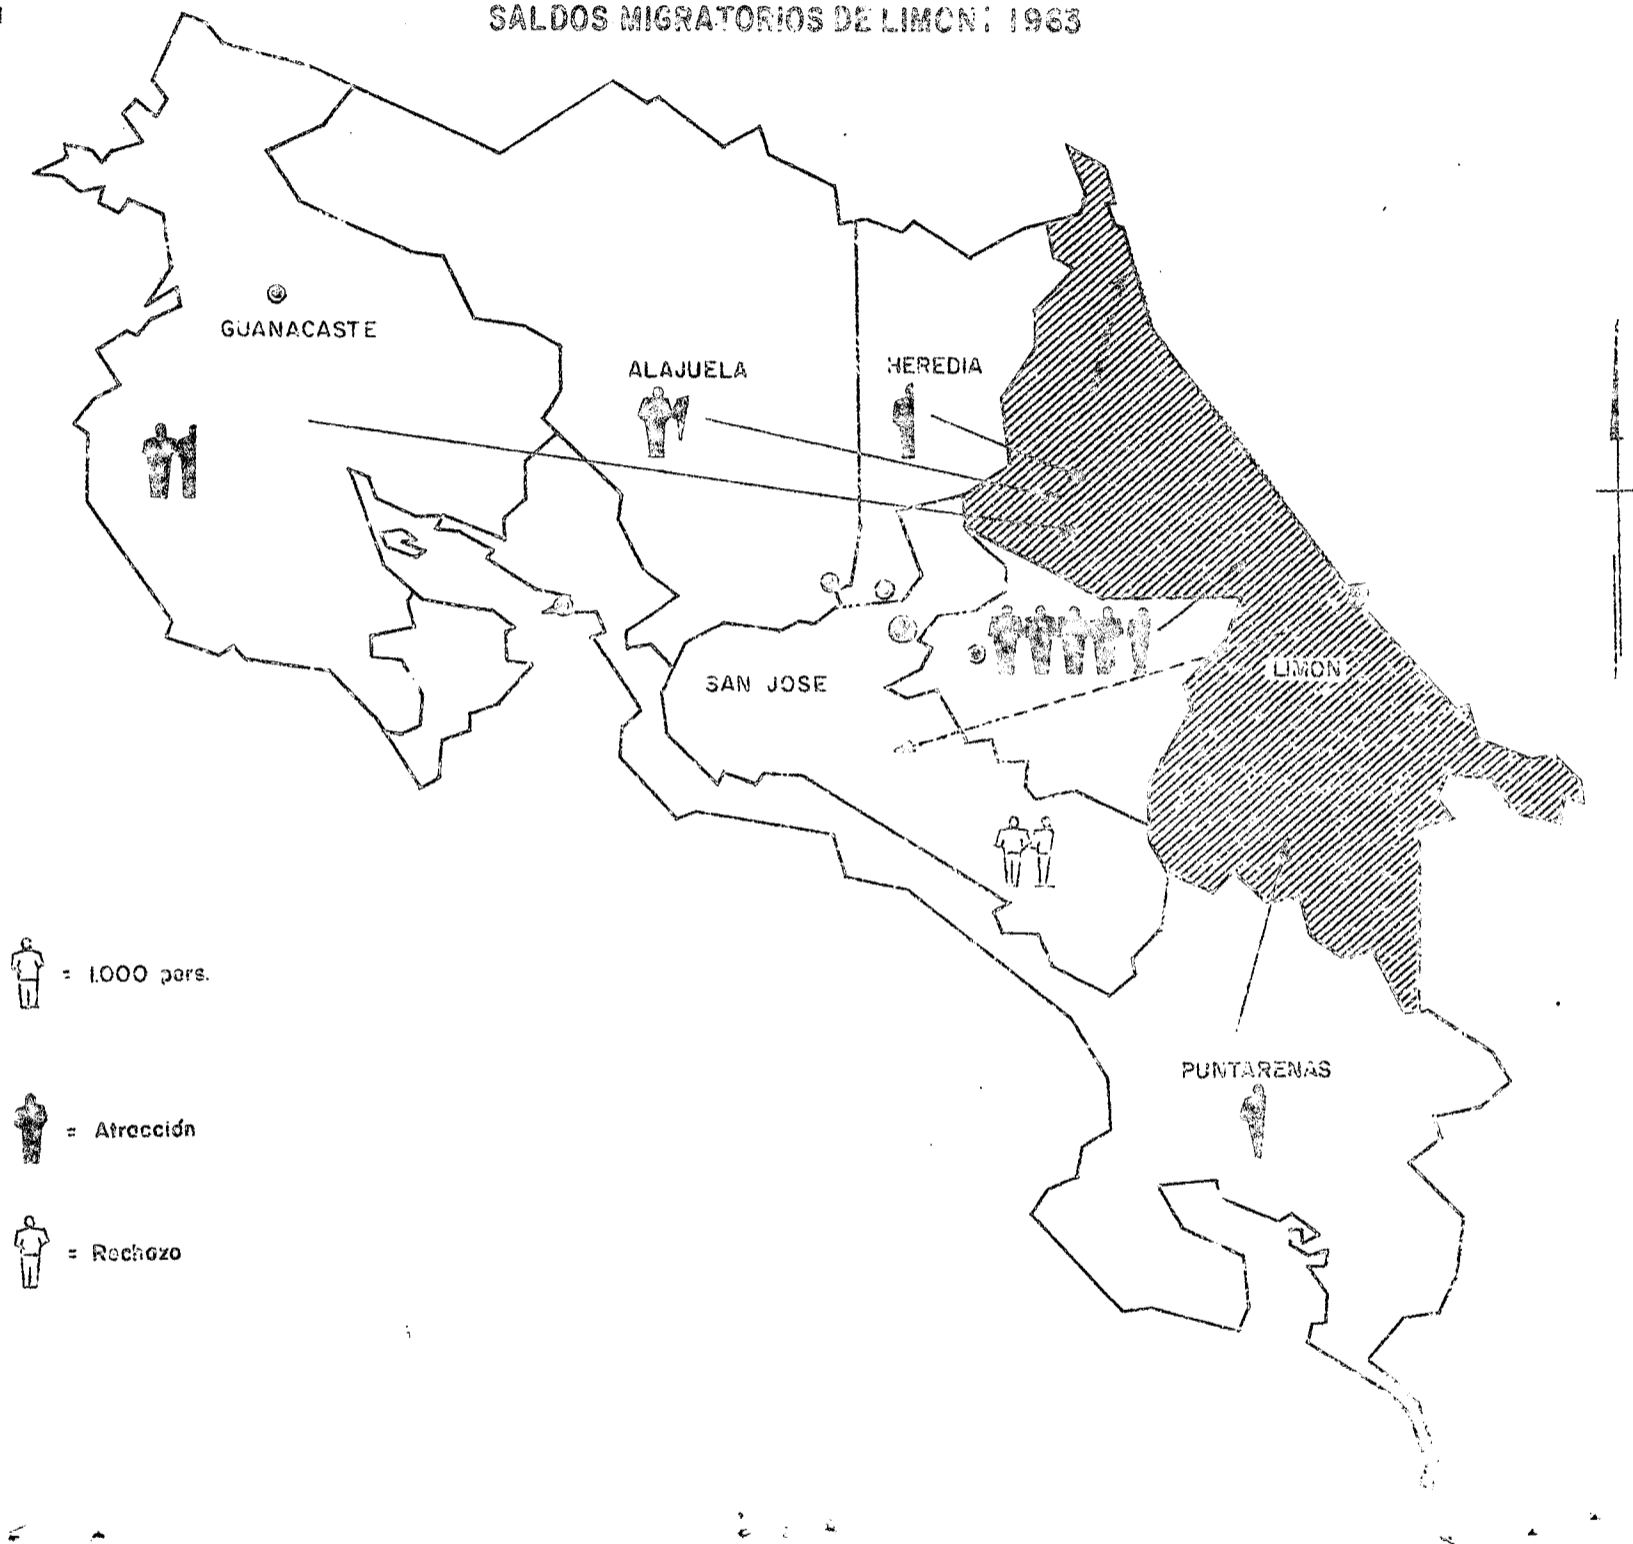 SALDOS MIGRATORIOS DE LIMON: 1963
GUANACASTE
ALAJUELA
HEREDIA
SAN JOSE
LIMON
= 1.000 pers.
PUNTARENAS
= Atracción
= Rechazo